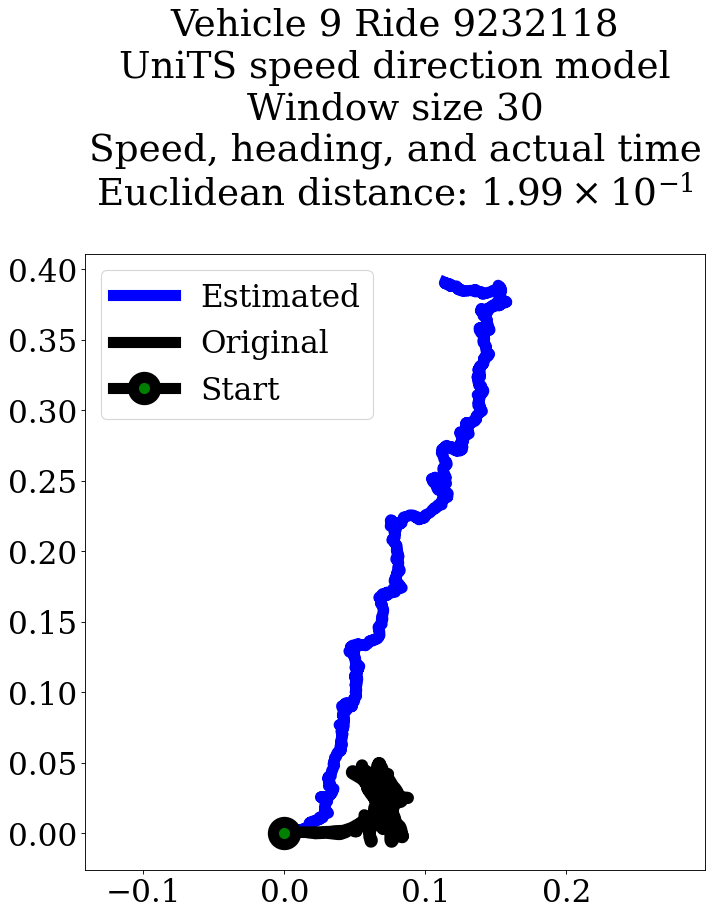 Vehicle 9 Ride 9232118
UniTS speed direction model
Window size 30
Speed, heading, and actual time
Euclidean distance: 1.99 × 10⁻¹
0.40
0.35
0.30
0.25
0.20
0.15
0.10
0.05
0.00
Estimated
Original
Start
−0.1
0.0
0.1
0.2